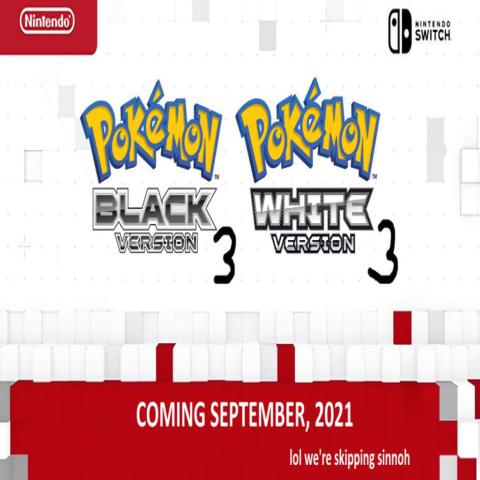 Nintendo
NINTENDO
SWITCH
POKéMON
POKéMON
BLACK
WHITE
VERSION
VERSION
3
3
COMING SEPTEMBER, 2021
lol we're skipping sinnoh